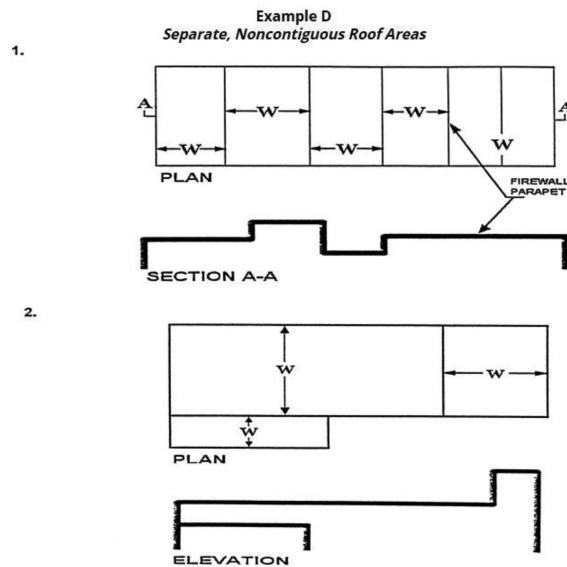 Example D
Separate, Noncontiguous Roof Areas
1.
A
W
W
A
W
W
W
PLAN
FIREWALL
PARAPET
SECTION A-A
2.
W
W
W
PLAN
ELEVATION